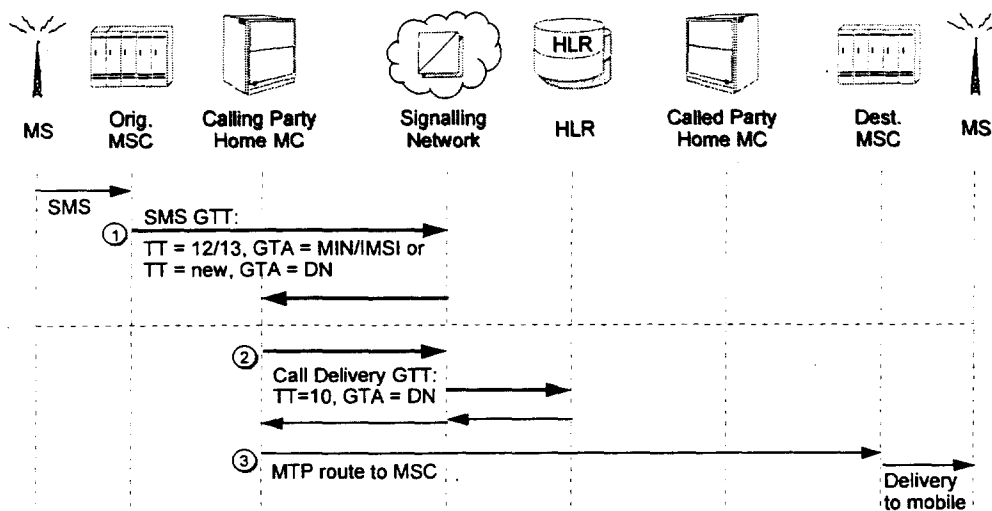 HLR
MS
Orig.
MSC
Calling Party
Home MC
Signalling
Network
HLR
Called Party
Home MC
Dest.
MSC
MS
SMS
1
SMS GTT:
TT = 12/13, GTA = MIN/IMSI or
TT = new, GTA = DN
2
Call Delivery GTT:
TT=10, GTA = DN
3
MTP route to MSC
Delivery
to mobile